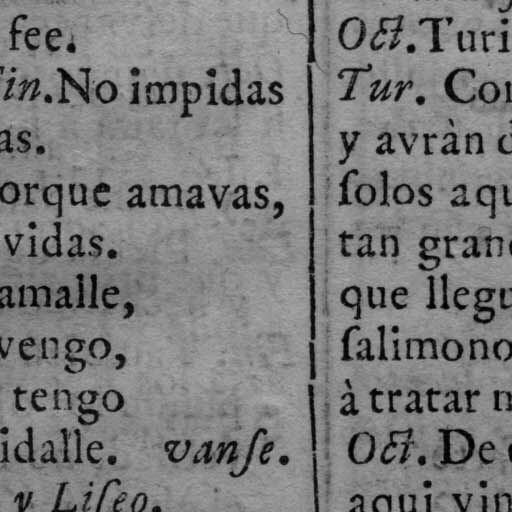 fee.
in. No impidas
as.
orque amavas,
vidas.
amalle,
vengo,
tengo
idalle. vanſe.
y Liſeo.
Oct. Turi
Tur. Con
y avràn d
ſolos aqu
tan gran
que llegu
ſalimono
à tratar m
Oct. De
aqui vin